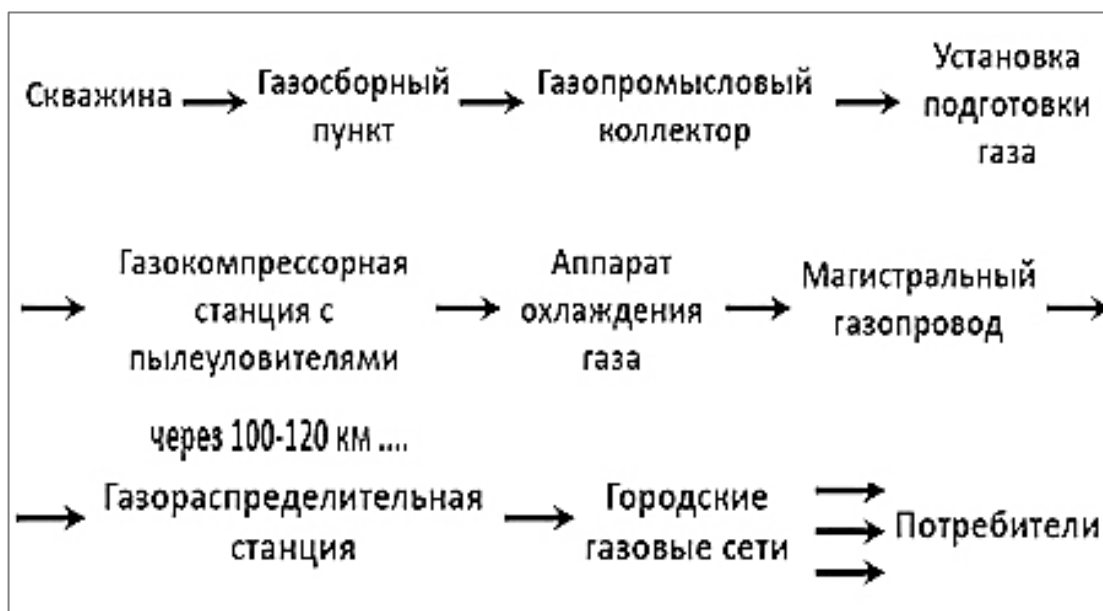 Скважина
Газосборный
пункт
Газопромысловый
коллектор
Установка
подготовки
газа
Газокомпрессорная
станция с
пылеуловителями
Аппарат
охлаждения
газа
Магистральный
газопровод
через 100-120 км ....
Газораспределительная
станция
Городские
газовые сети
Потребители